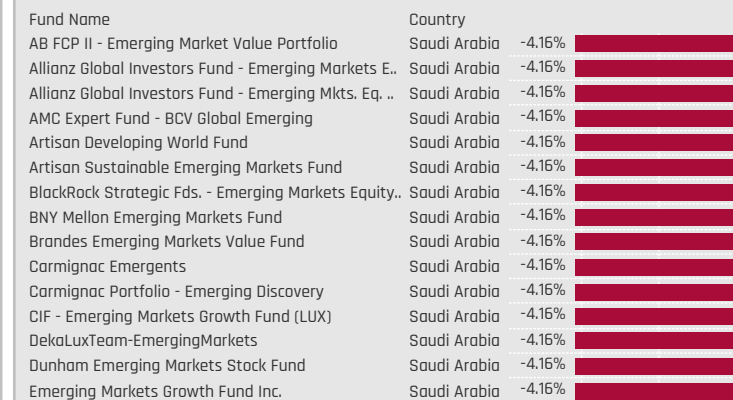 Fund Name Country
AB FCP II - Emerging Market Value Portfolio Saudi Arabia -4.16%
Allianz Global Investors Fund - Emerging Markets E.. Saudi Arabia -4.16%
Allianz Global Investors Fund - Emerging Mkts. Eq. .. Saudi Arabia -4.16%
AMC Expert Fund - BCV Global Emerging Saudi Arabia -4.16%
Artisan Developing World Fund Saudi Arabia -4.16%
Artisan Sustainable Emerging Markets Fund Saudi Arabia -4.16%
BlackRock Strategic Fds. - Emerging Markets Equity.. Saudi Arabia -4.16%
BNY Mellon Emerging Markets Fund Saudi Arabia -4.16%
Brandes Emerging Markets Value Fund Saudi Arabia -4.16%
Carmignac Emergents Saudi Arabia -4.16%
Carmignac Portfolio - Emerging Discovery Saudi Arabia -4.16%
CIF - Emerging Markets Growth Fund (LUX) Saudi Arabia -4.16%
DekaLuxTeam-EmergingMarkets Saudi Arabia -4.16%
Dunham Emerging Markets Stock Fund Saudi Arabia -4.16%
Emerging Markets Growth Fund Inc. Saudi Arabia -4.16%